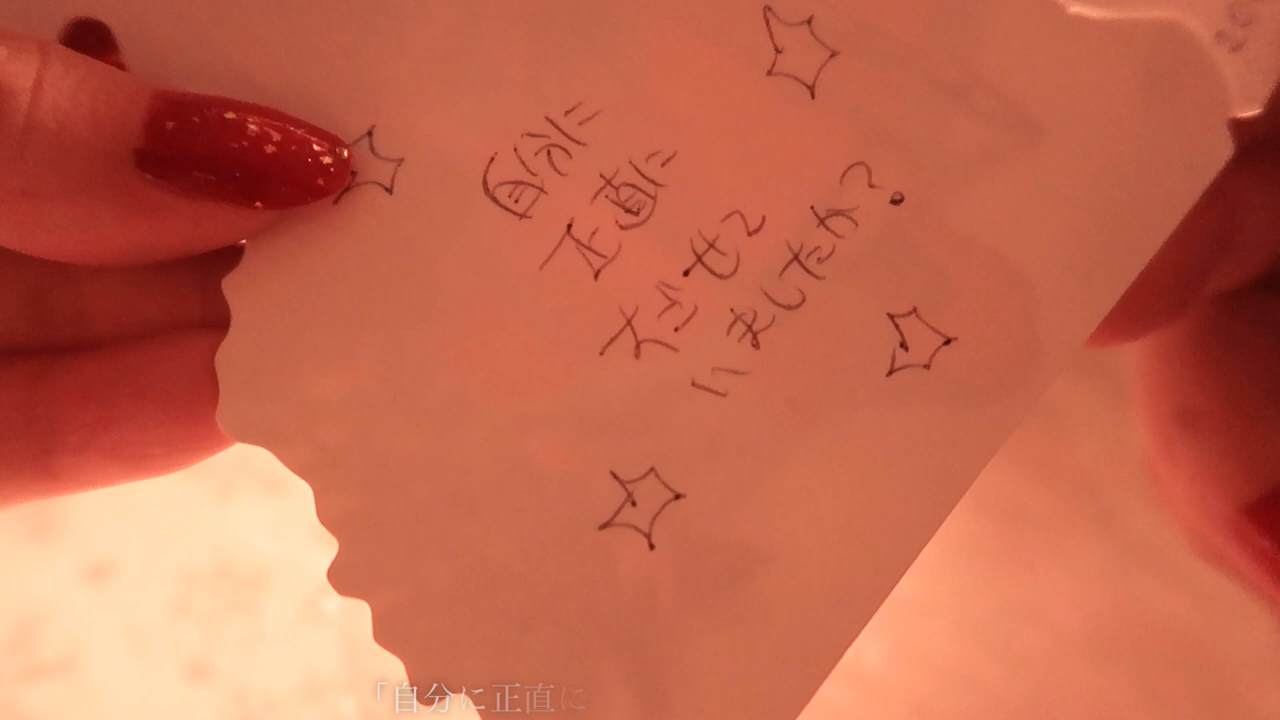 自分に
正直に
すごせて
いましたか?
「自分に正直に